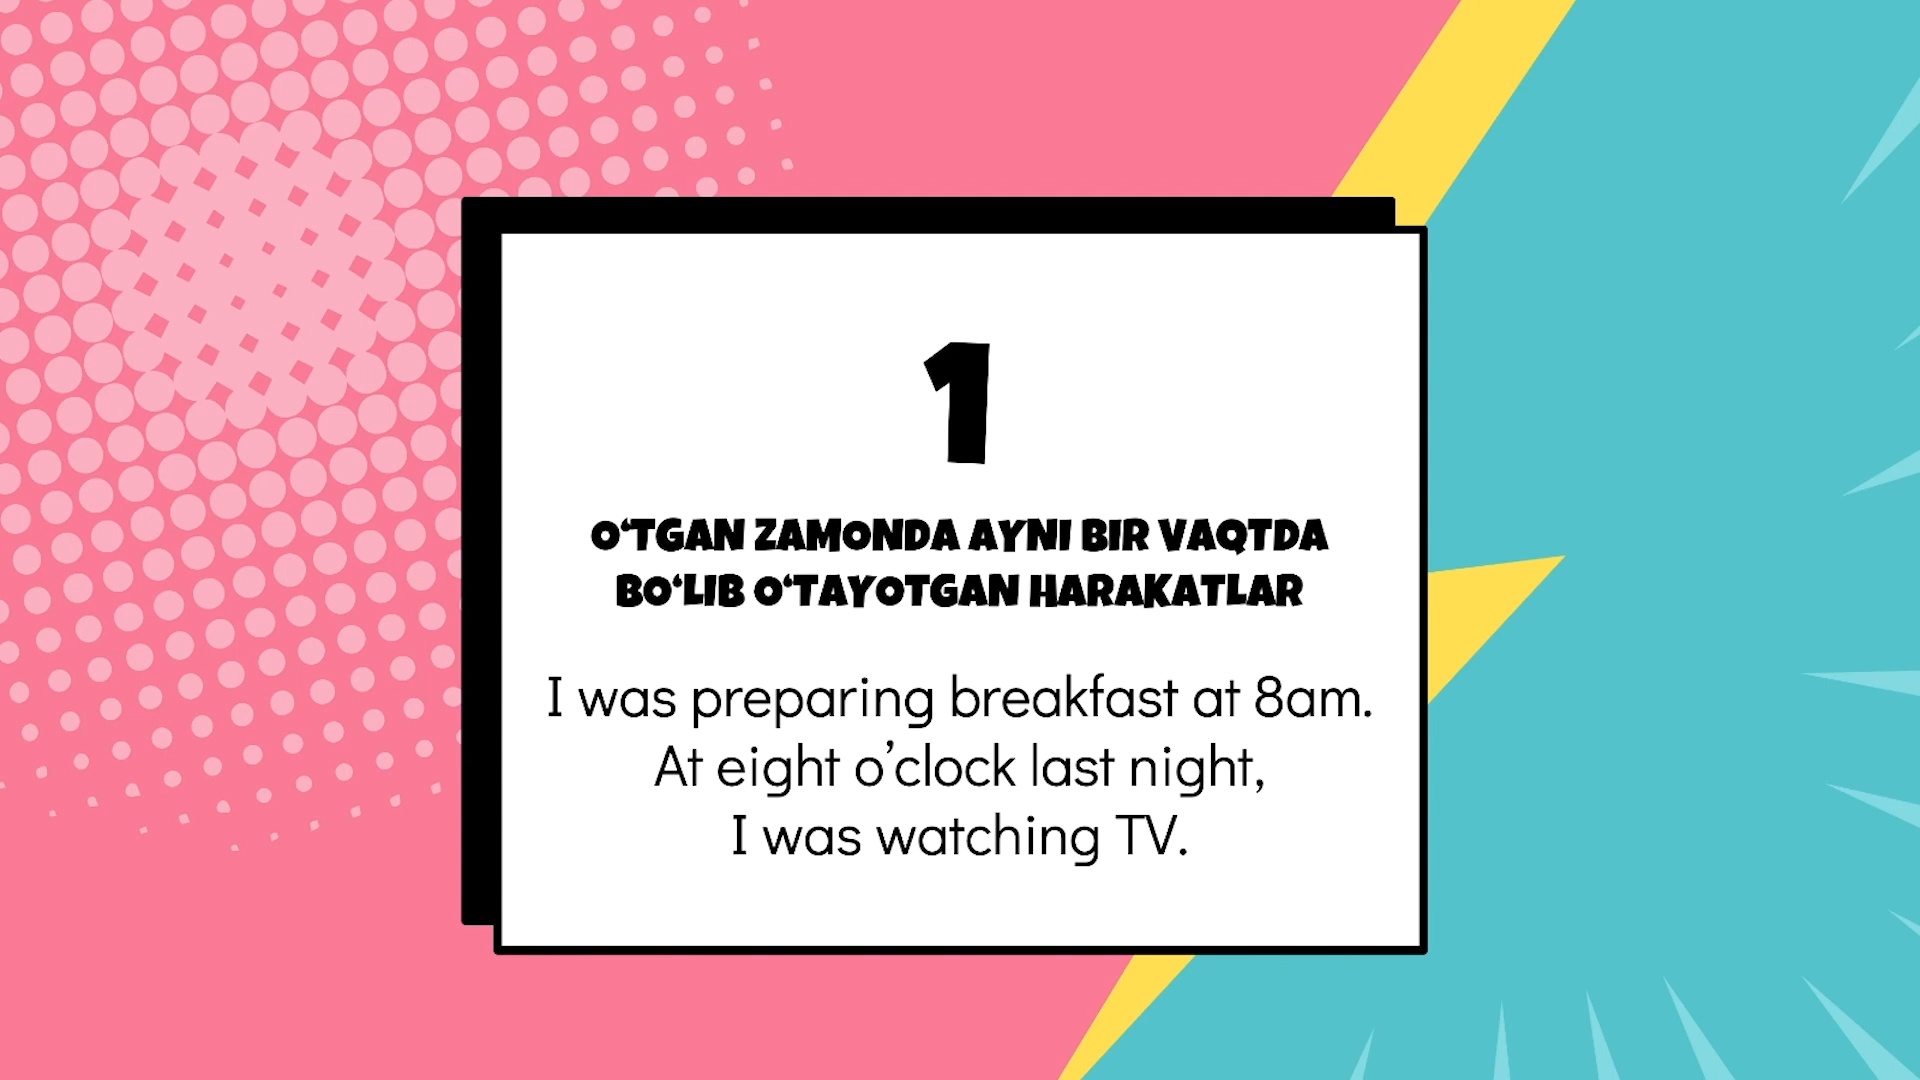 1
O‘TGAN ZAMONDA AYNI BIR VAQTDA
BO‘LIB O‘TAYOTGAN HARAKATLAR
I was preparing breakfast at 8am.
At eight o’clock last night,
I was watching TV.